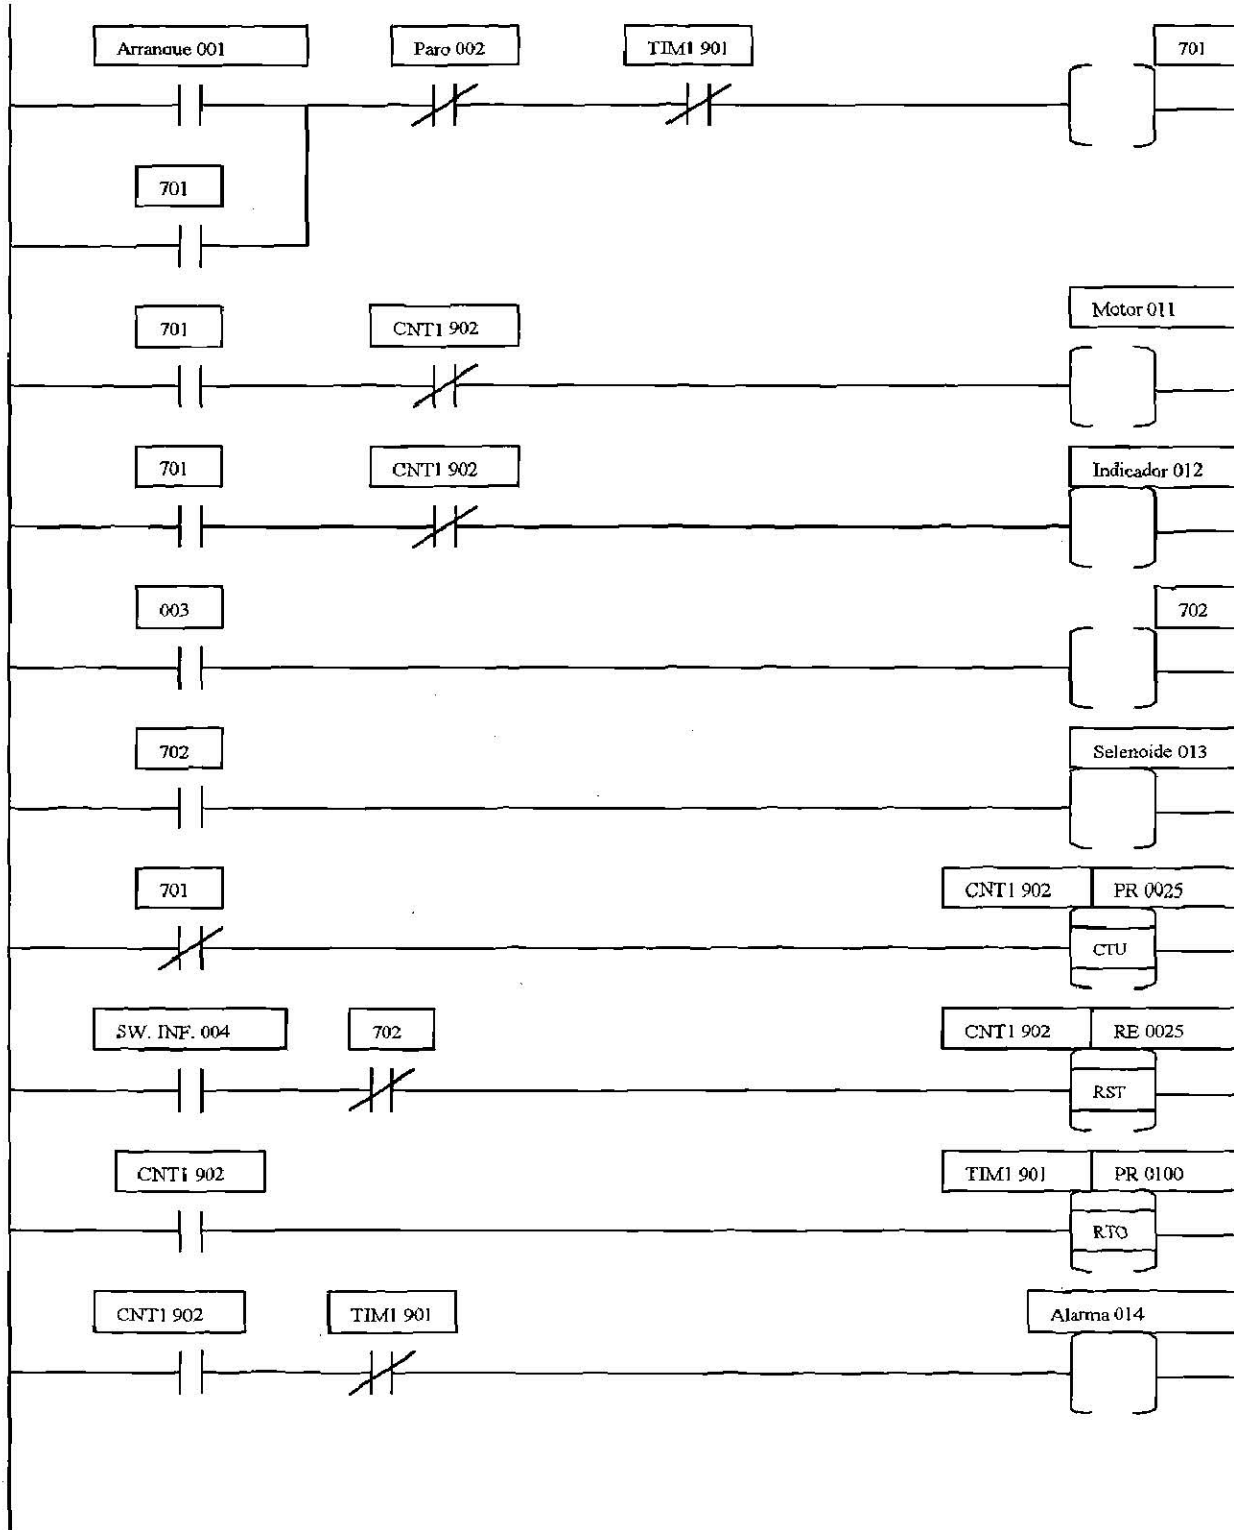 Arranque 001 Paro 002 TIM1 901 701
701
701 CNT1 902 Motor 011
701 CNT1 902 Indicador 012
003 702
702 Selenoide 013
701 CNT1 902 PR 0025
CTU
SW. INF. 004 702 CNT1 902 RE 0025
RST
CNT1 902 TIM1 901 PR 0100
RTO
CNT1 902 TIM1 901 Alarma 014